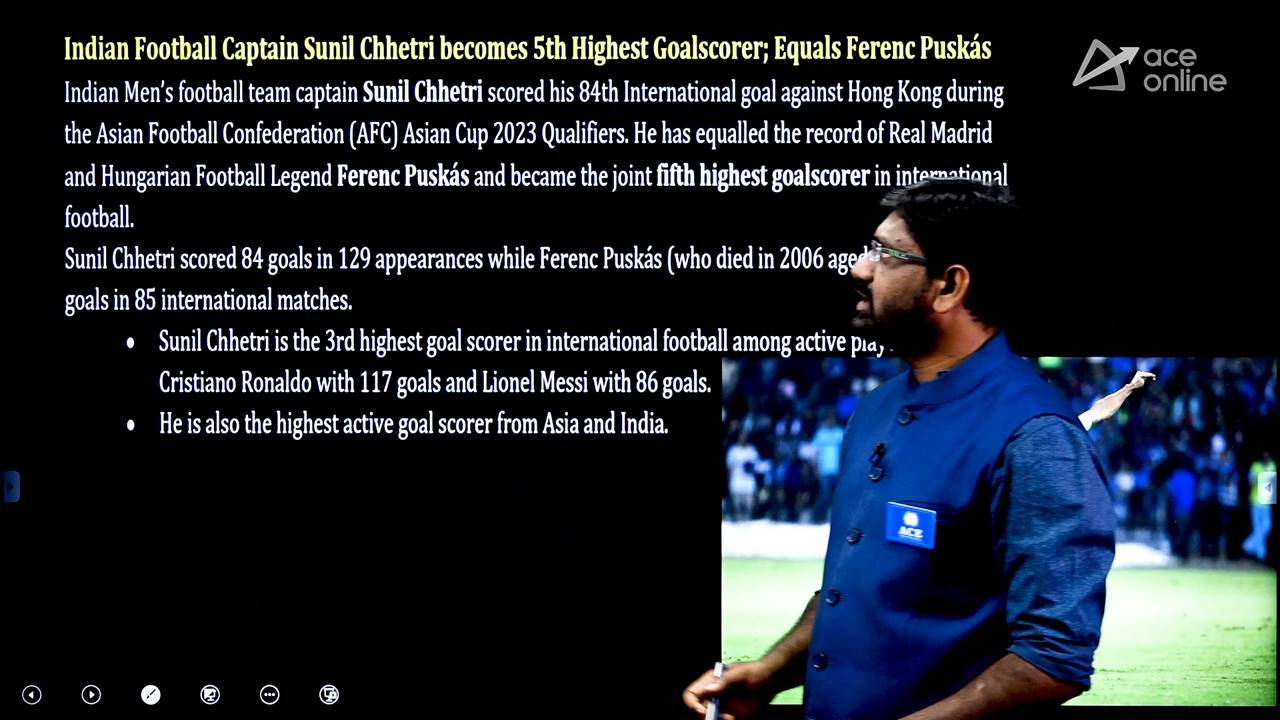 Indian Football Captain Sunil Chhetri becomes 5th Highest Goalscorer; Equals Ferenc Puskás
ace
online
Indian Men's football team captain Sunil Chhetri scored his 84th International goal against Hong Kong during
the Asian Football Confederation (AFC) Asian Cup 2023 Qualifiers. He has equalled the record of Real Madrid
and Hungarian Football Legend Ferenc Puskás and became the joint fifth highest goalscorer in international
football.
Sunil Chhetri scored 84 goals in 129 appearances while Ferenc Puskás (who died in 2006 aged
goals in 85 international matches.
• Sunil Chhetri is the 3rd highest goal scorer in international football among active
Cristiano Ronaldo with 117 goals and Lionel Messi with 86 goals.
• He is also the highest active goal scorer from Asia and India.
ACE